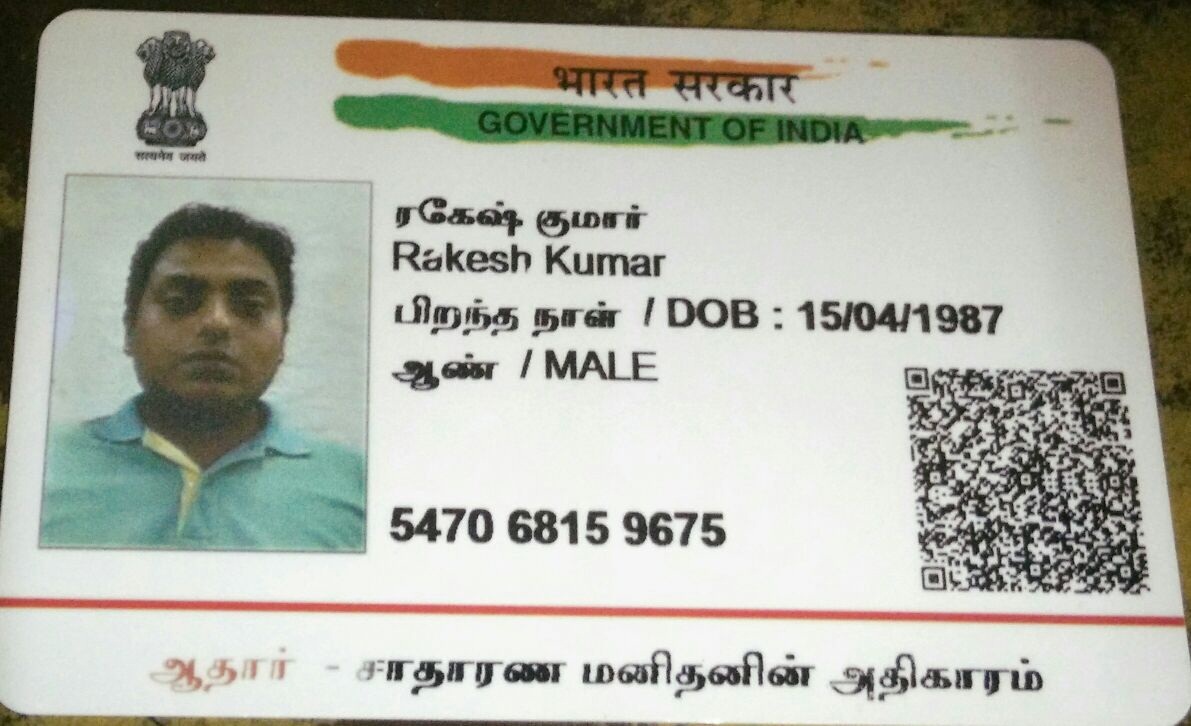 सत्यमेव जयते
भारत सरकार
GOVERNMENT OF INDIA
ரகேஷ் குமார்
Rakesh Kumar
பிறந்த நாள் / DOB : 15/04/1987
ஆண் / MALE
5470 6815 9675
ஆதார் - சாதாரண மனிதனின் அதிகாரம்